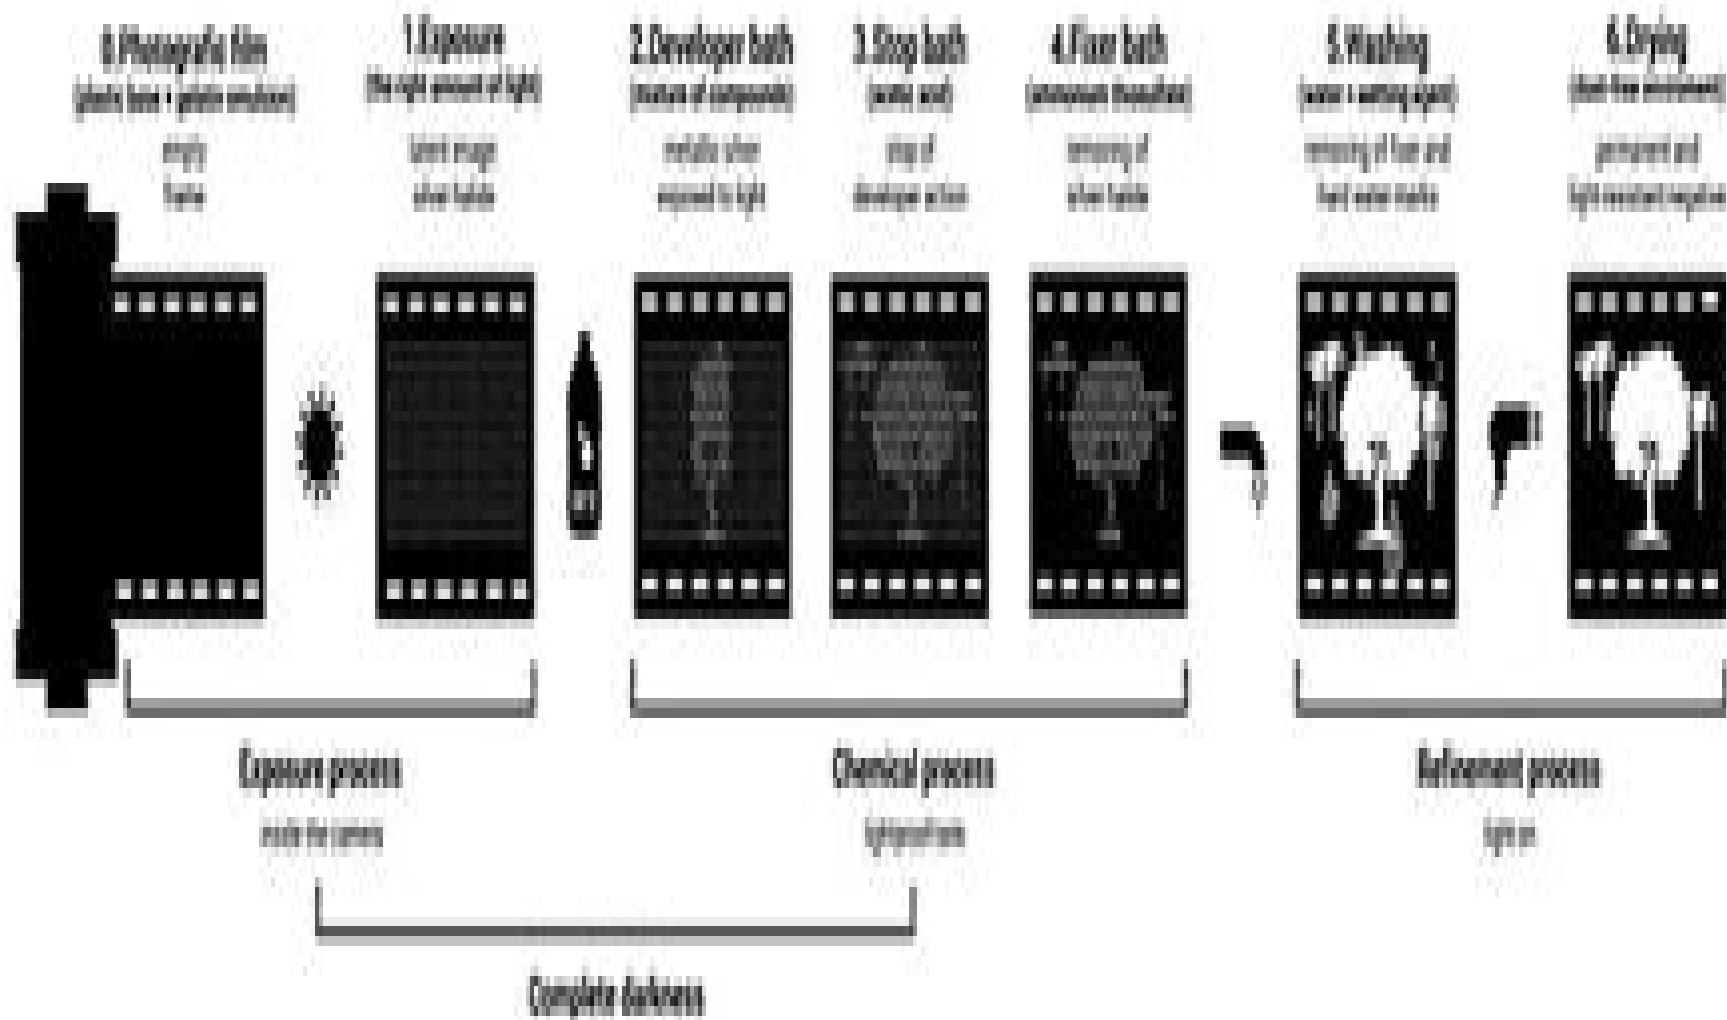 0.Photografic film
(plastic base + gelatin emulsion)
empty
frame
1.Exposure
(the right amount of light)
latent image
silver halide
2.Developer bath
(mixture of compounds)
metallic silver
exposed to light
3.Stop bath
(acetic acid)
stop of
developer action
4.Fixer bath
(ammonium thiosulfate)
removing of
silver halide
5.Washing
(water + wetting agent)
removing of fixer and
hard water marks
6.Drying
(dust-free enviroment)
permanent and
light-resistant negative
Exposure process
inside the camera
Chemical process
lightproof tank
Refinement process
light on
Complete darkness